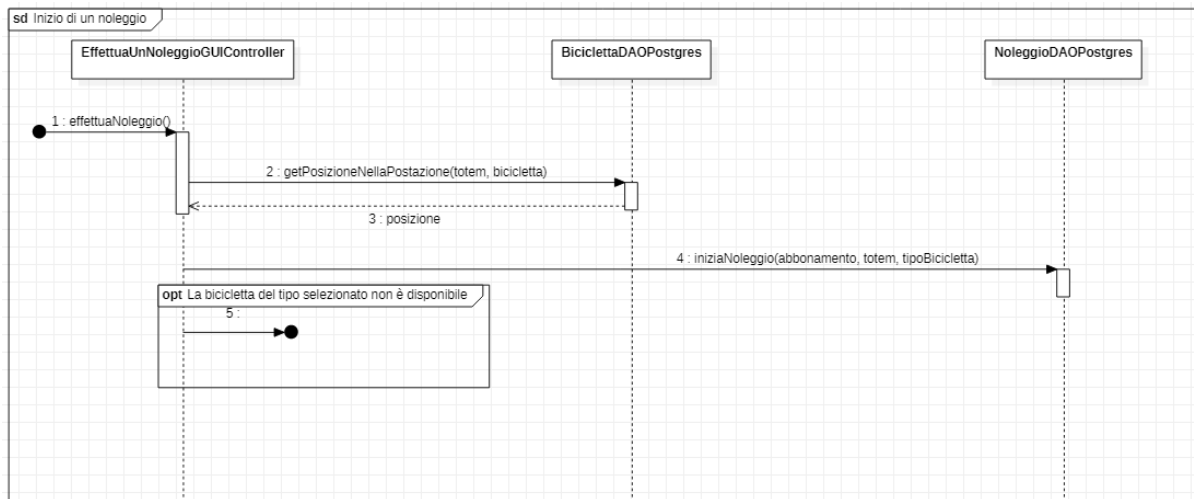 sd Inizio di un noleggio
EffettuaUnNoleggioGUIController
BiciclettaDAOPostgres
NoleggioDAOPostgres
1 : effettuaNoleggio()
2 : getPosizioneNellaPostazione(totem, bicicletta)
3 : posizione
4 : iniziaNoleggio(abbonamento, totem, tipoBicicletta)
opt La bicicletta del tipo selezionato non è disponibile
5 :